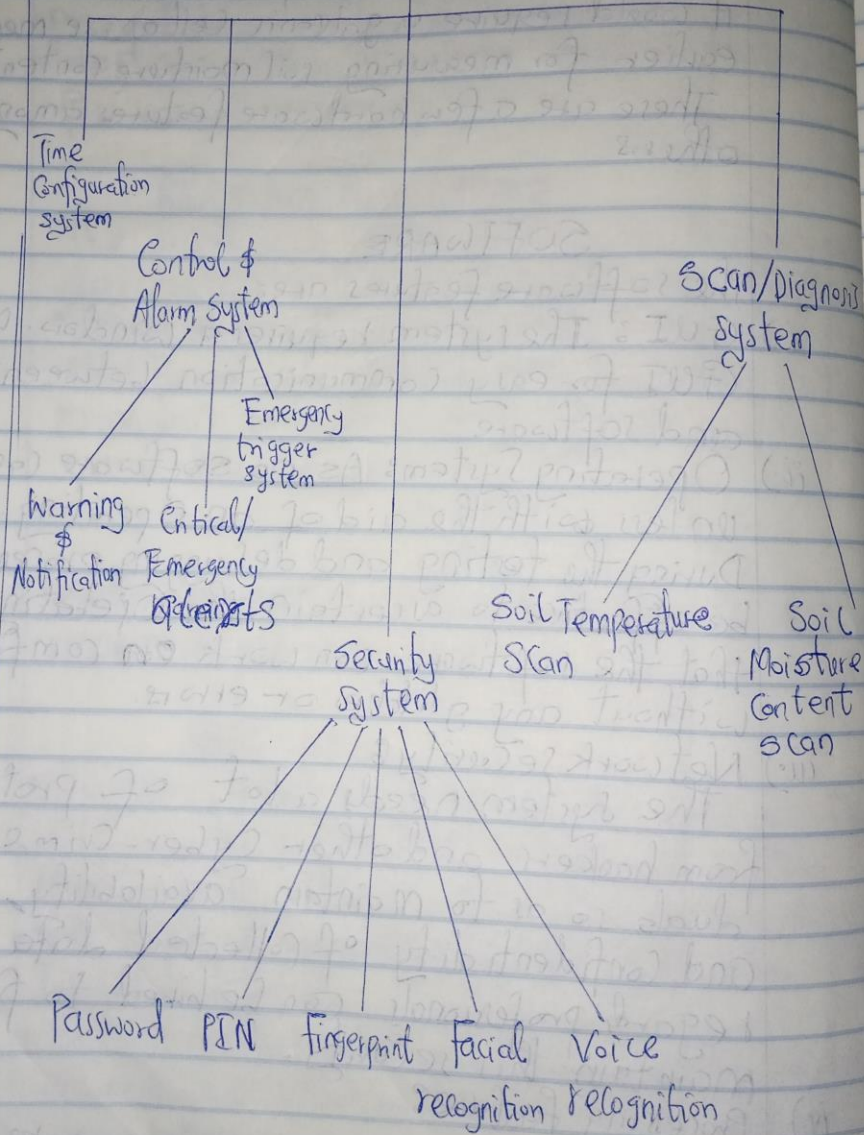 Time
Configuration
system
Control $
Alarm System
Scan/Diagnosis
system
Emergency
trigger
system
Warning
$
Notification
Critical/
Emergency
Security
system
Soil Temperature
Scan
Soil
Moisture
Content
scan
Password
PIN
Fingerprint
Facial
recognition
Voice
recognition